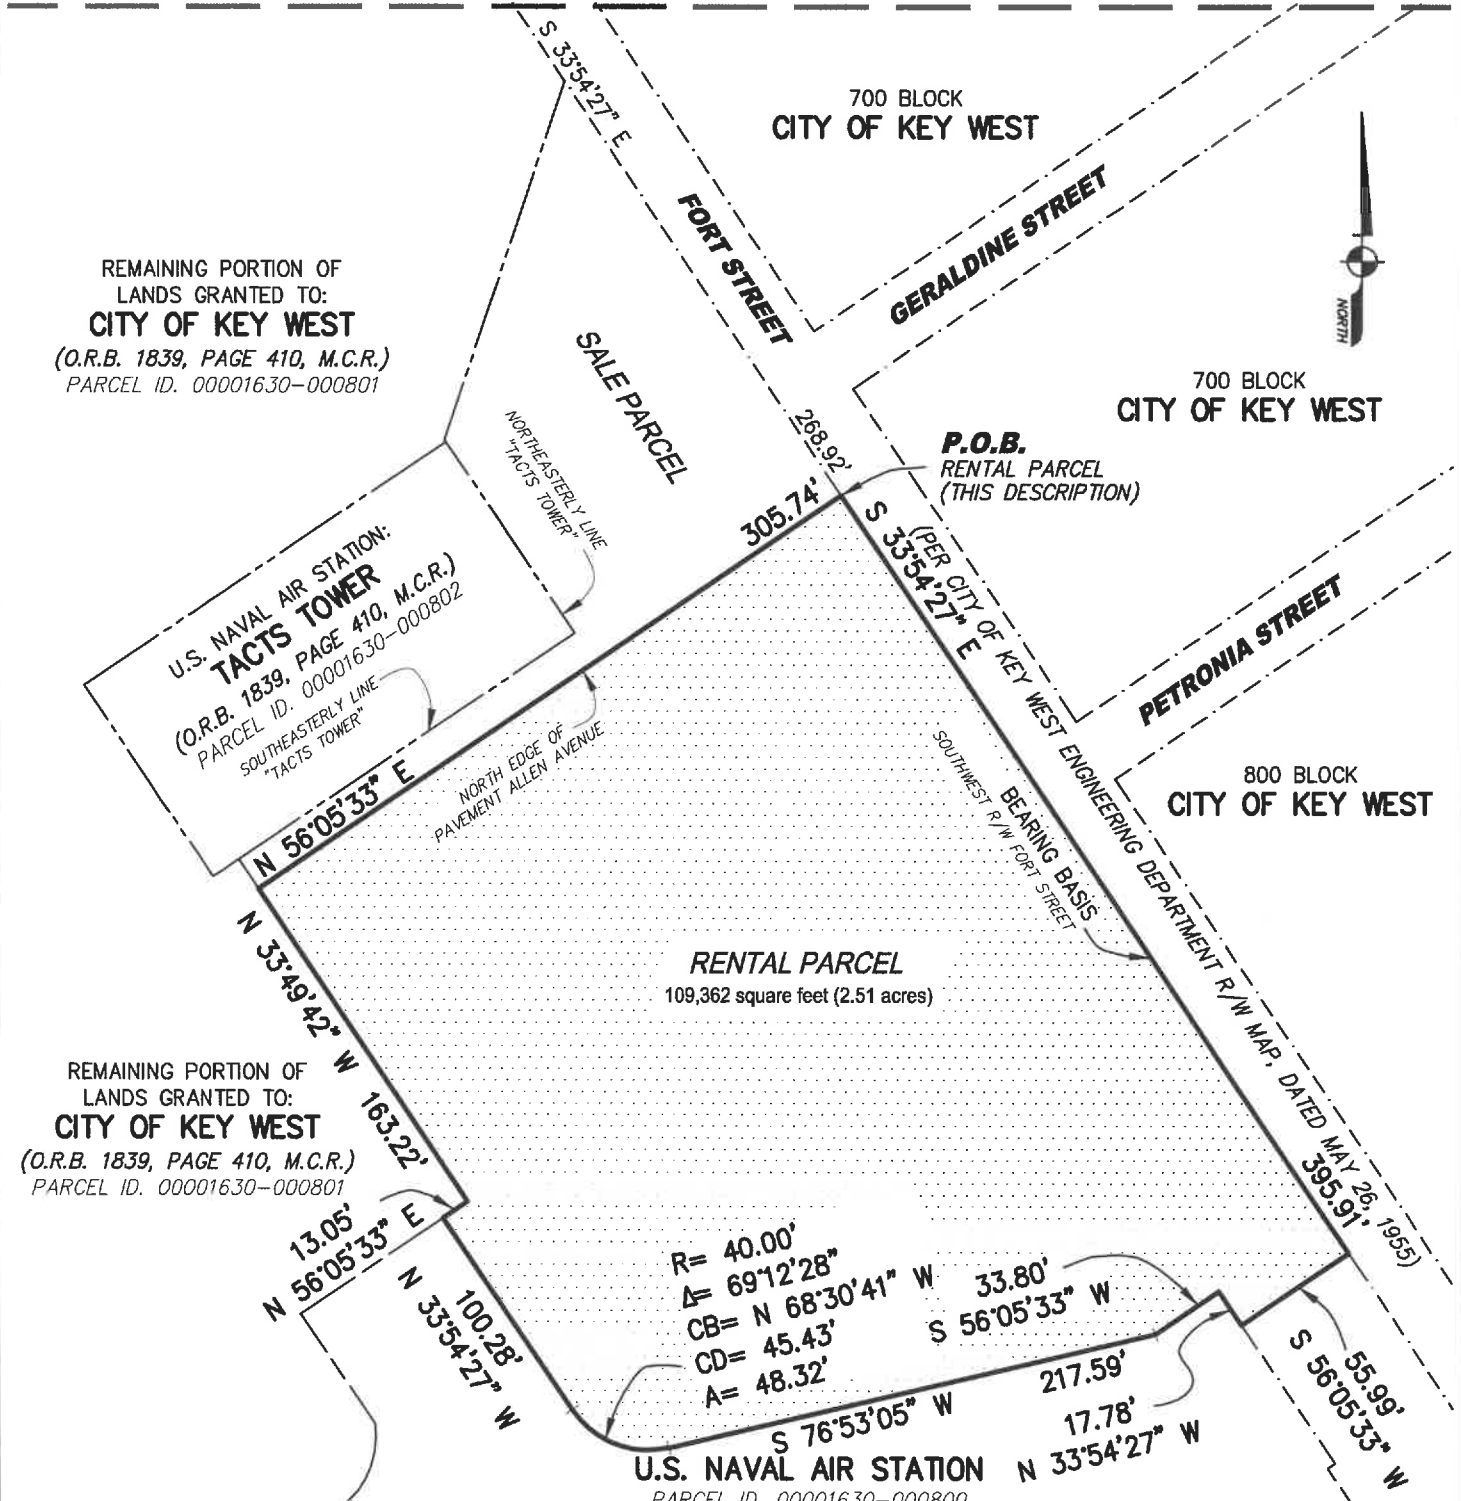 S 33°54'27" E
700 BLOCK
CITY OF KEY WEST
FORT STREET
GERALDINE STREET
NORTH
REMAINING PORTION OF
LANDS GRANTED TO:
CITY OF KEY WEST
(O.R.B. 1839, PAGE 410, M.C.R.)
PARCEL ID. 00001630-000801
SALE PARCEL
700 BLOCK
CITY OF KEY WEST
NORTHEASTERLY LINE
"TACTS TOWER"
268.92'
P.O.B.
RENTAL PARCEL
(THIS DESCRIPTION)
305.74'
S 33°54'27" E
(PER CITY OF KEY WEST ENGINEERING DEPARTMENT R/W MAP, DATED MAY 26, 1955)
U.S. NAVAL AIR STATION:
TACTS TOWER
(O.R.B. 1839, PAGE 410, M.C.R.)
PARCEL ID. 00001630-000802
SOUTHEASTERLY LINE
"TACTS TOWER"
PETRONIA STREET
NORTH EDGE OF
PAVEMENT ALLEN AVENUE
N 56°05'33" E
BEARING BASIS
SOUTHWEST R/W FORT STREET
800 BLOCK
CITY OF KEY WEST
N 33°49'42" W 163.22'
RENTAL PARCEL
109,362 square feet (2.51 acres)
REMAINING PORTION OF
LANDS GRANTED TO:
CITY OF KEY WEST
(O.R.B. 1839, PAGE 410, M.C.R.)
PARCEL ID. 00001630-000801
395.91'
13.05'
N 56°05'33" E
100.28'
N 33°54'27" W
R= 40.00'
Δ= 69°12'28"
CB= N 68°30'41" W
CD= 45.43'
A= 48.32'
33.80'
S 56°05'33" W
217.59'
S 76°53'05" W
17.78'
N 33°54'27" W
55.99'
S 56°05'33" W
U.S. NAVAL AIR STATION
PARCEL ID. 00001630-000800